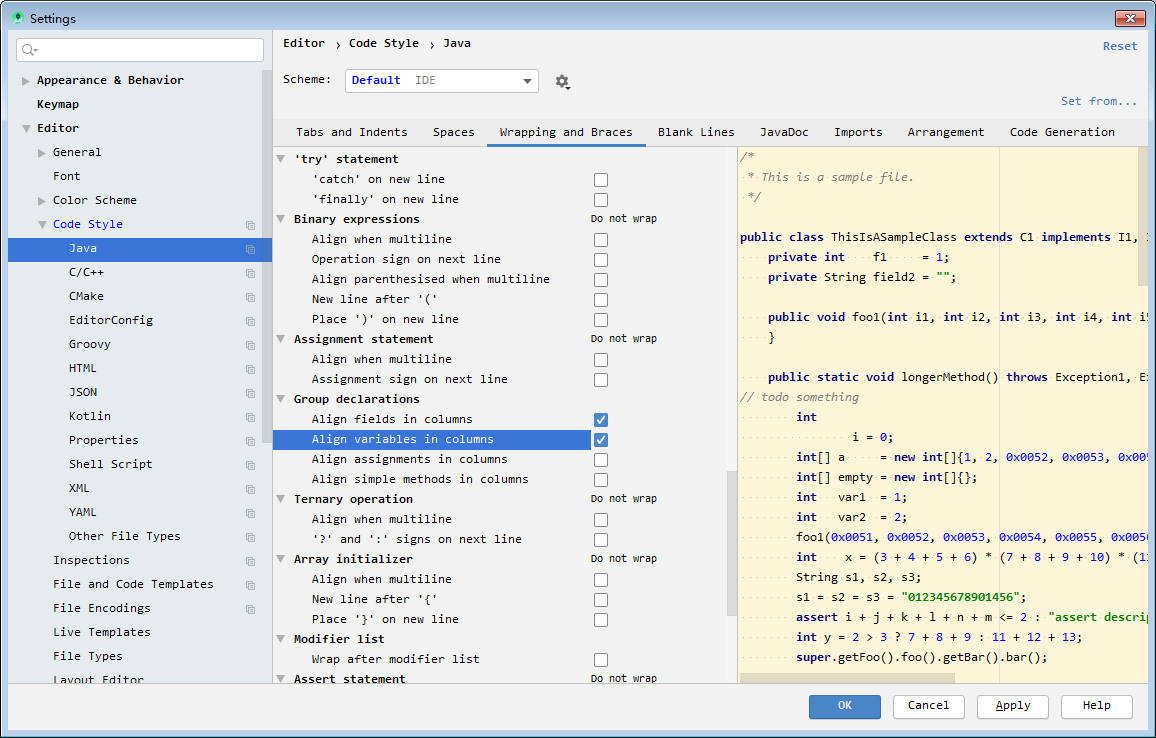 Settings
Editor › Code Style › Java
Reset
Scheme: Default IDE
Set from...
Appearance & Behavior
Keymap
Editor
General
Font
Color Scheme
Code Style
Java
C/C++
CMake
EditorConfig
Groovy
HTML
JSON
Kotlin
Properties
Shell Script
XML
YAML
Other File Types
Inspections
File and Code Templates
File Encodings
Live Templates
File Types
Layout Editor
Tabs and Indents Spaces Wrapping and Braces Blank Lines JavaDoc Imports Arrangement Code Generation
'try' statement
'catch' on new line
'finally' on new line
Binary expressions Do not wrap
Align when multiline
Operation sign on next line
Align parenthesised when multiline
New line after '('
Place ')' on new line
Assignment statement Do not wrap
Align when multiline
Assignment sign on next line
Group declarations
Align fields in columns
Align variables in columns
Align assignments in columns
Align simple methods in columns
Ternary operation Do not wrap
Align when multiline
'?' and ':' signs on next line
Array initializer Do not wrap
Align when multiline
New line after '{'
Place '}' on new line
Modifier list
Wrap after modifier list
Assert statement Do not wrap
/*
* This is a sample file.
*/
public class ThisIsASampleClass extends C1 implements I1,
private int f1 = 1;
private String field2 = "";
public void foo1(int i1, int i2, int i3, int i4, int
}
public static void longerMethod() throws Exception1,
// todo something
int
i = 0;
int[] a = new int[]{1, 2, 0x0052, 0x0053,
int[] empty = new int[]{};
int var1 = 1;
int var2 = 2;
foo1(0x0051, 0x0052, 0x0053, 0x0054, 0x0055,
int x = (3 + 4 + 5 + 6) * (7 + 8 + 9 + 10) *
String s1, s2, s3;
s1 = s2 = s3 = "012345678901456";
assert i + j + k + l + n + m <= 2 : "assert
int y = 2 > 3 ? 7 + 8 + 9 : 11 + 12 + 13;
super.getFoo().foo().getBar().bar();
OK Cancel Apply Help